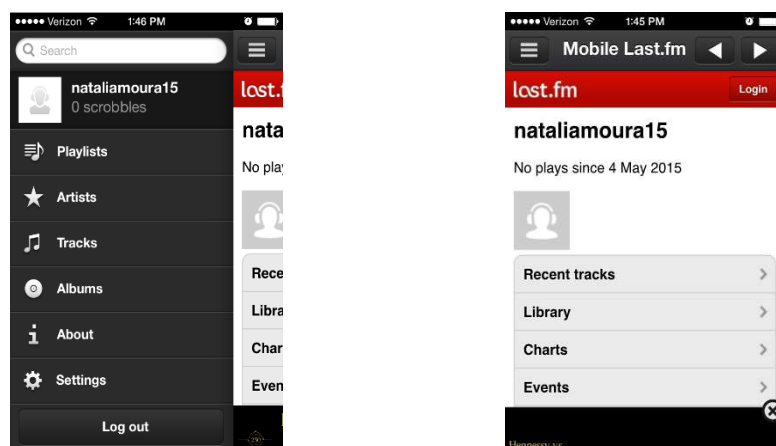 Verizon 1:46 PM
Search
nataliamoura15
0 scrobbles
Playlists
Artists
Tracks
Albums
About
Settings
Log out
last.f
nata
No play
Rece
Libra
Char
Even
Verizon 1:45 PM
Mobile Last.fm
last.fm Login
nataliamoura15
No plays since 4 May 2015
Recent tracks
Library
Charts
Events
Hennessy v.s